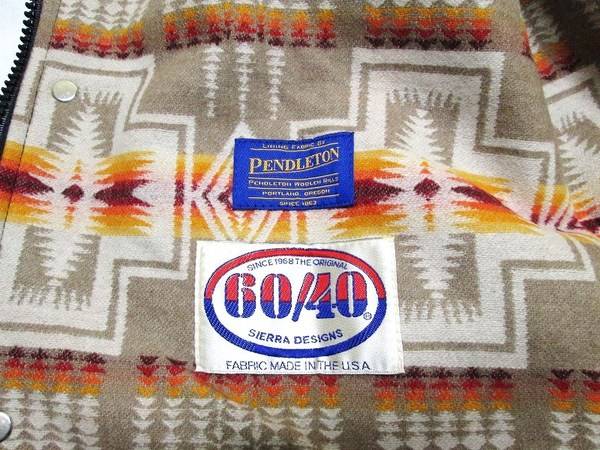 LINING FABRIC BY
PENDLETON
PENDLETON WOOLEN MILLS
PORTLAND, OREGON
SINCE 1863
SINCE 1968 THE ORIGINAL
60/40®
SIERRA DESIGNS
FABRIC MADE IN THE U.S.A